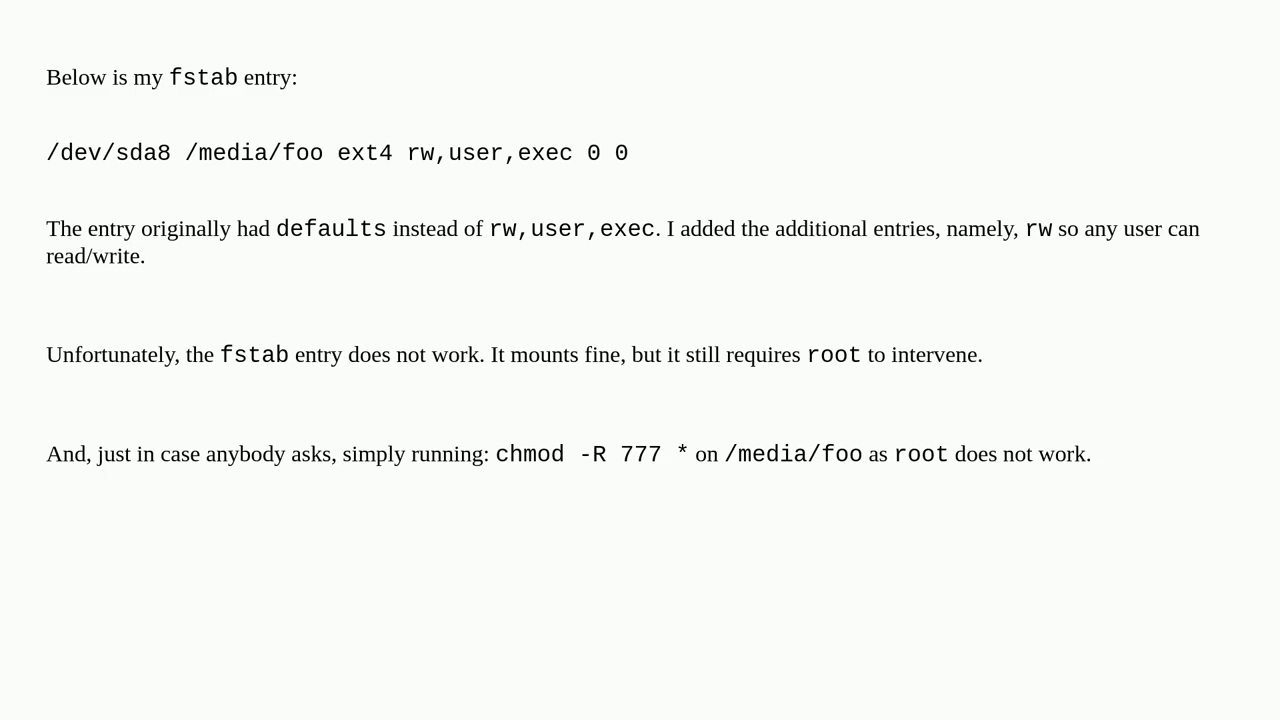 Below is my fstab entry:
/dev/sda8 /media/foo ext4 rw,user,exec 0 0
The entry originally had defaults instead of rw,user,exec. I added the additional entries, namely, rw so any user can
read/write.
Unfortunately, the fstab entry does not work. It mounts fine, but it still requires root to intervene.
And, just in case anybody asks, simply running: chmod -R 777 * on /media/foo as root does not work.